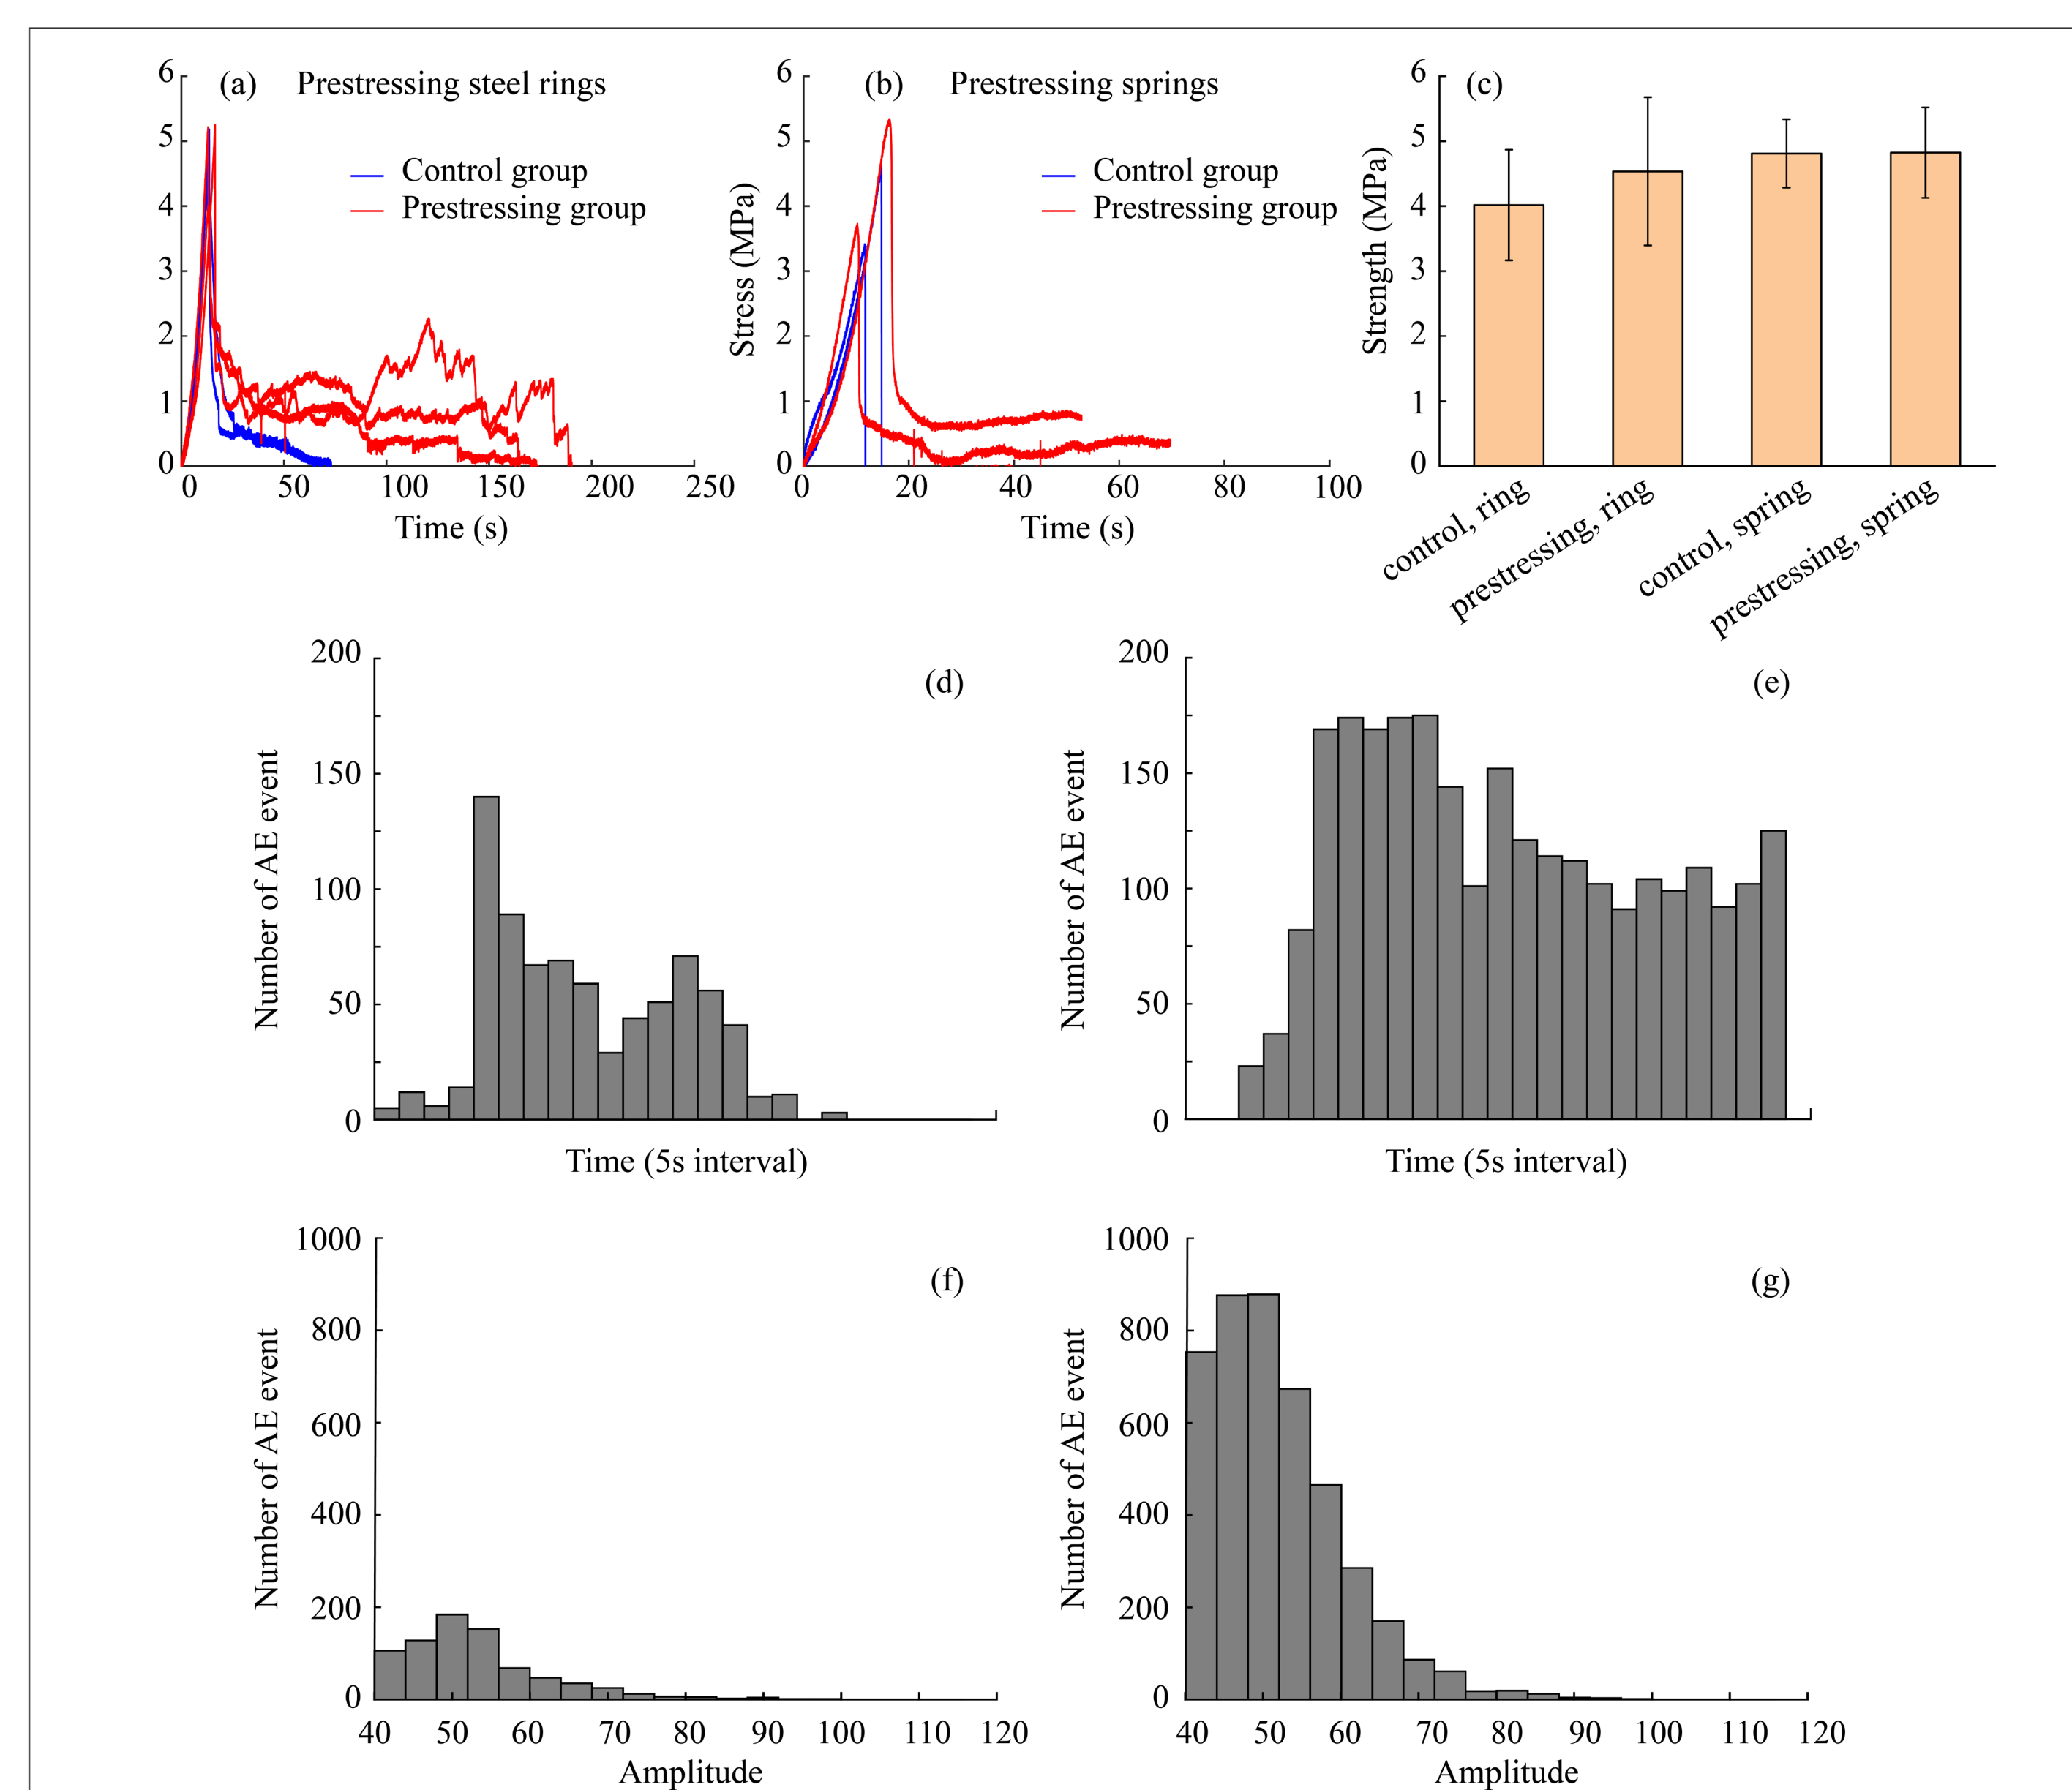 (a) Prestressing steel rings
6
5
4
3
2
1
0
Control group
Prestressing group
0 50 100 150 200 250
Time (s)
(b) Prestressing springs
Stress (MPa)
6
5
4
3
2
1
0
Control group
Prestressing group
0 20 40 60 80 100
Time (s)
(c)
Strength (MPa)
6
5
4
3
2
1
0
control, ring
prestressing, ring
control, spring
prestressing, spring
(d)
Number of AE event
200
150
100
50
0
Time (5s interval)
(e)
Number of AE event
200
150
100
50
0
Time (5s interval)
(f)
Number of AE event
1000
800
600
400
200
0
40 50 60 70 80 90 100 110 120
Amplitude
(g)
Number of AE event
1000
800
600
400
200
0
40 50 60 70 80 90 100 110 120
Amplitude